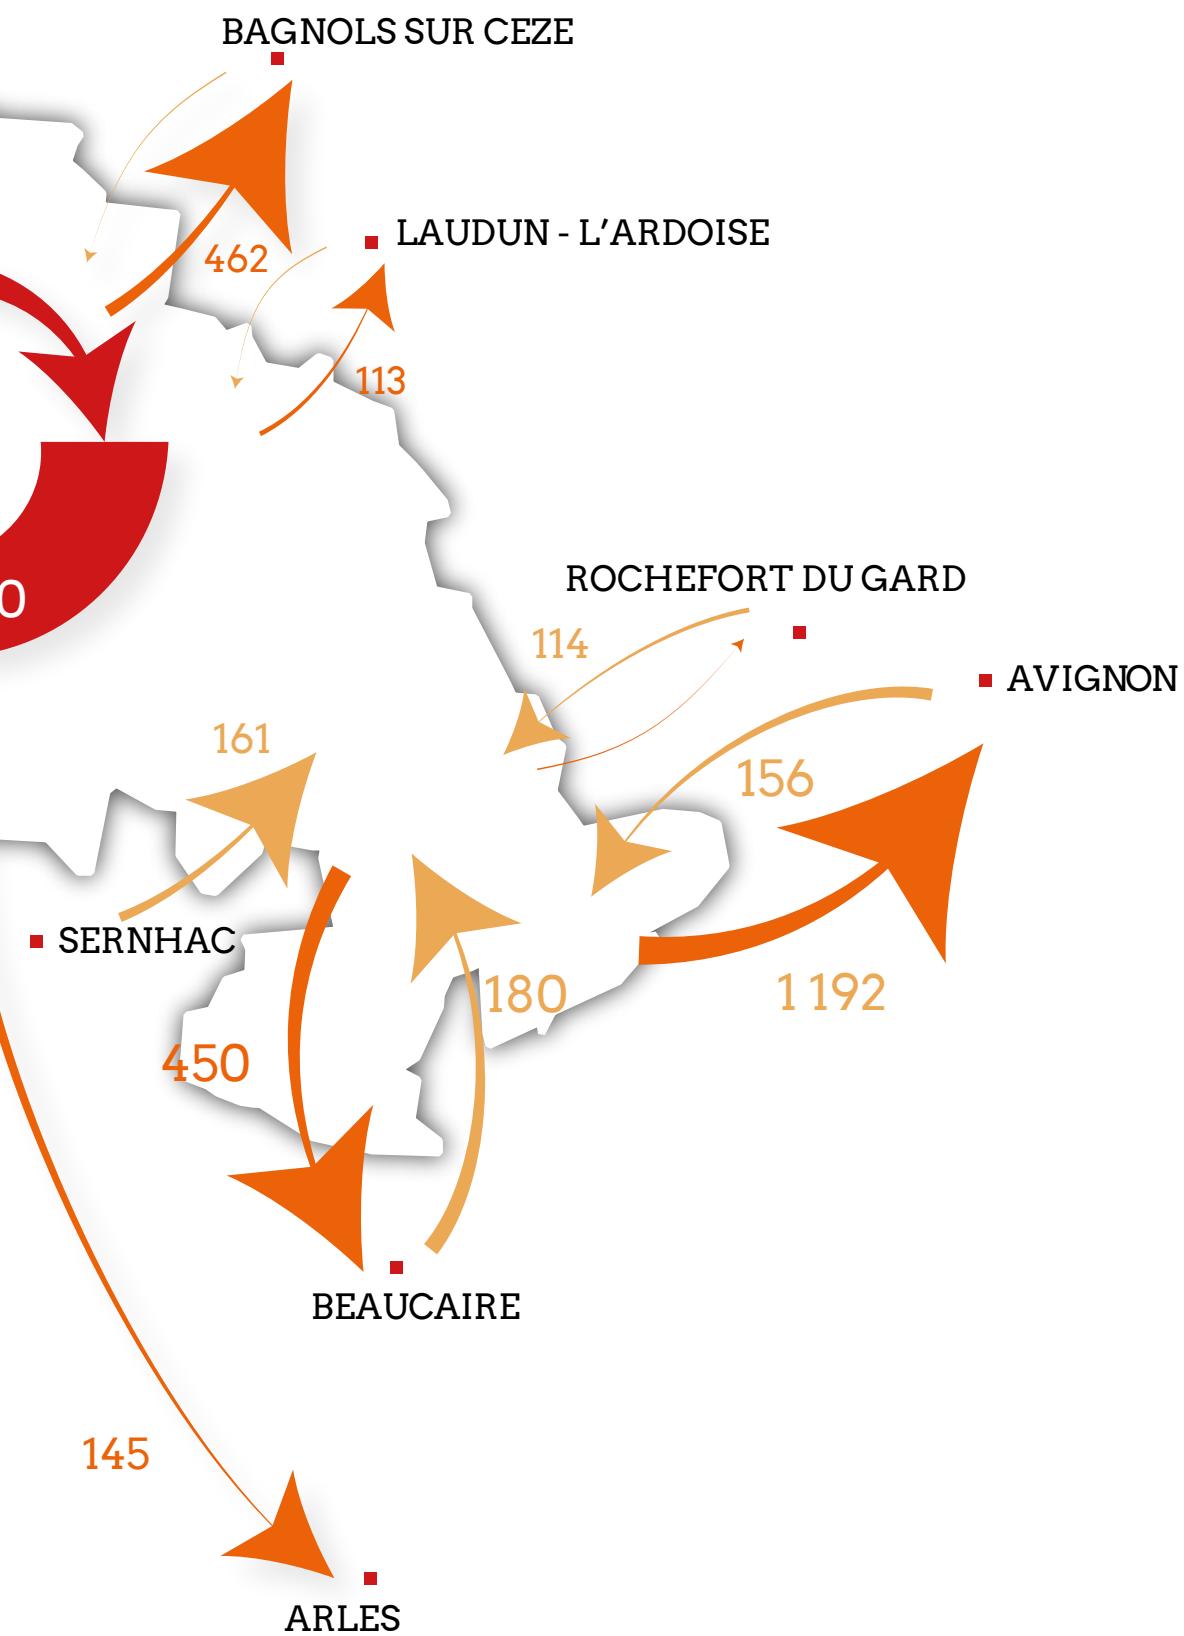 BAGNOLS SUR CEZE
LAUDUN - L’ARDOISE
462
113
ROCHEFORT DU GARD
0
114
AVIGNON
161
156
SERNHAC
180
1 192
450
BEAUCAIRE
145
ARLES